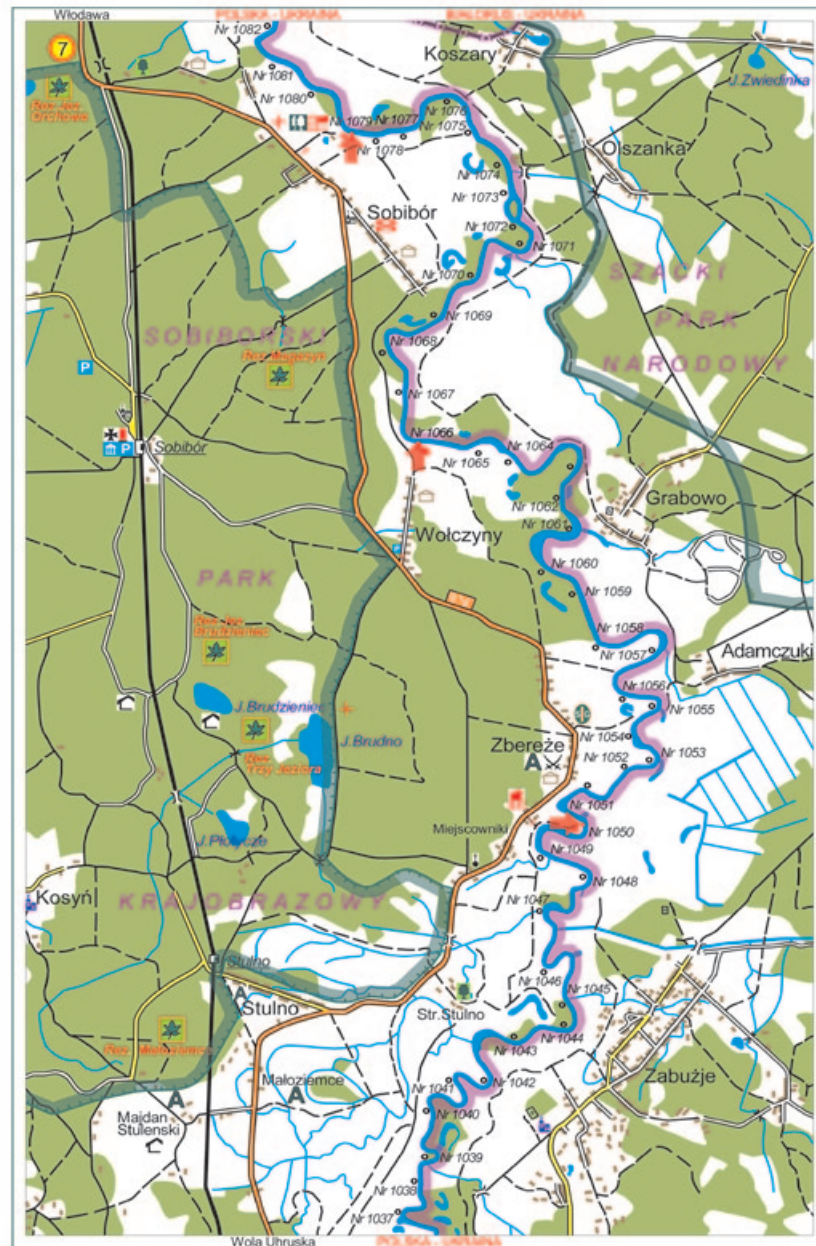 Włodawa
POLSKA - UKRAINA
BIAŁORUŚ - UKRAINA
Nr 1082
Koszary
7
J.Zwiedinka
Nr 1081
Nr 1080
Nr 1079
Nr 1077
Nr 1076
Nr 1075
Nr 1078
Olszanka
Nr 1074
Nr 1073
Sobibór
Nr 1072
Nr 1071
Nr 1070
SZACKI
PARK
NARODOWY
Nr 1069
SOBIBORSKI
Nr 1068
P
Nr 1067
Nr 1066
P
Sobibór
Nr 1065
Nr 1064
Nr 1062
Grabowo
Nr 1061
Wołczyny
Nr 1060
PARK
Nr 1059
Nr 1058
Nr 1057
Adamczuki
J.Brudzieniec
Nr 1056
Nr 1055
J.Brudno
Nr 1054
Zbereże
Nr 1052
Nr 1053
A
Rez.
Trzy Jeziora
Nr 1051
J.Płotycze
Miejscowniki
Nr 1050
Nr 1049
Kosyń
KRAJOBRAZOWY
Nr 1048
Nr 1047
Stulno
Nr 1046
A
Stulno
Str.Stulno
Nr 1045
Nr 1044
Nr 1043
Zabużje
Małoziemce
A
A
Nr 1041
Nr 1042
Majdan
Stulenski
Nr 1040
Nr 1039
Nr 1038
Nr 1037
Wola Uhruska
POLSKA - UKRAINA